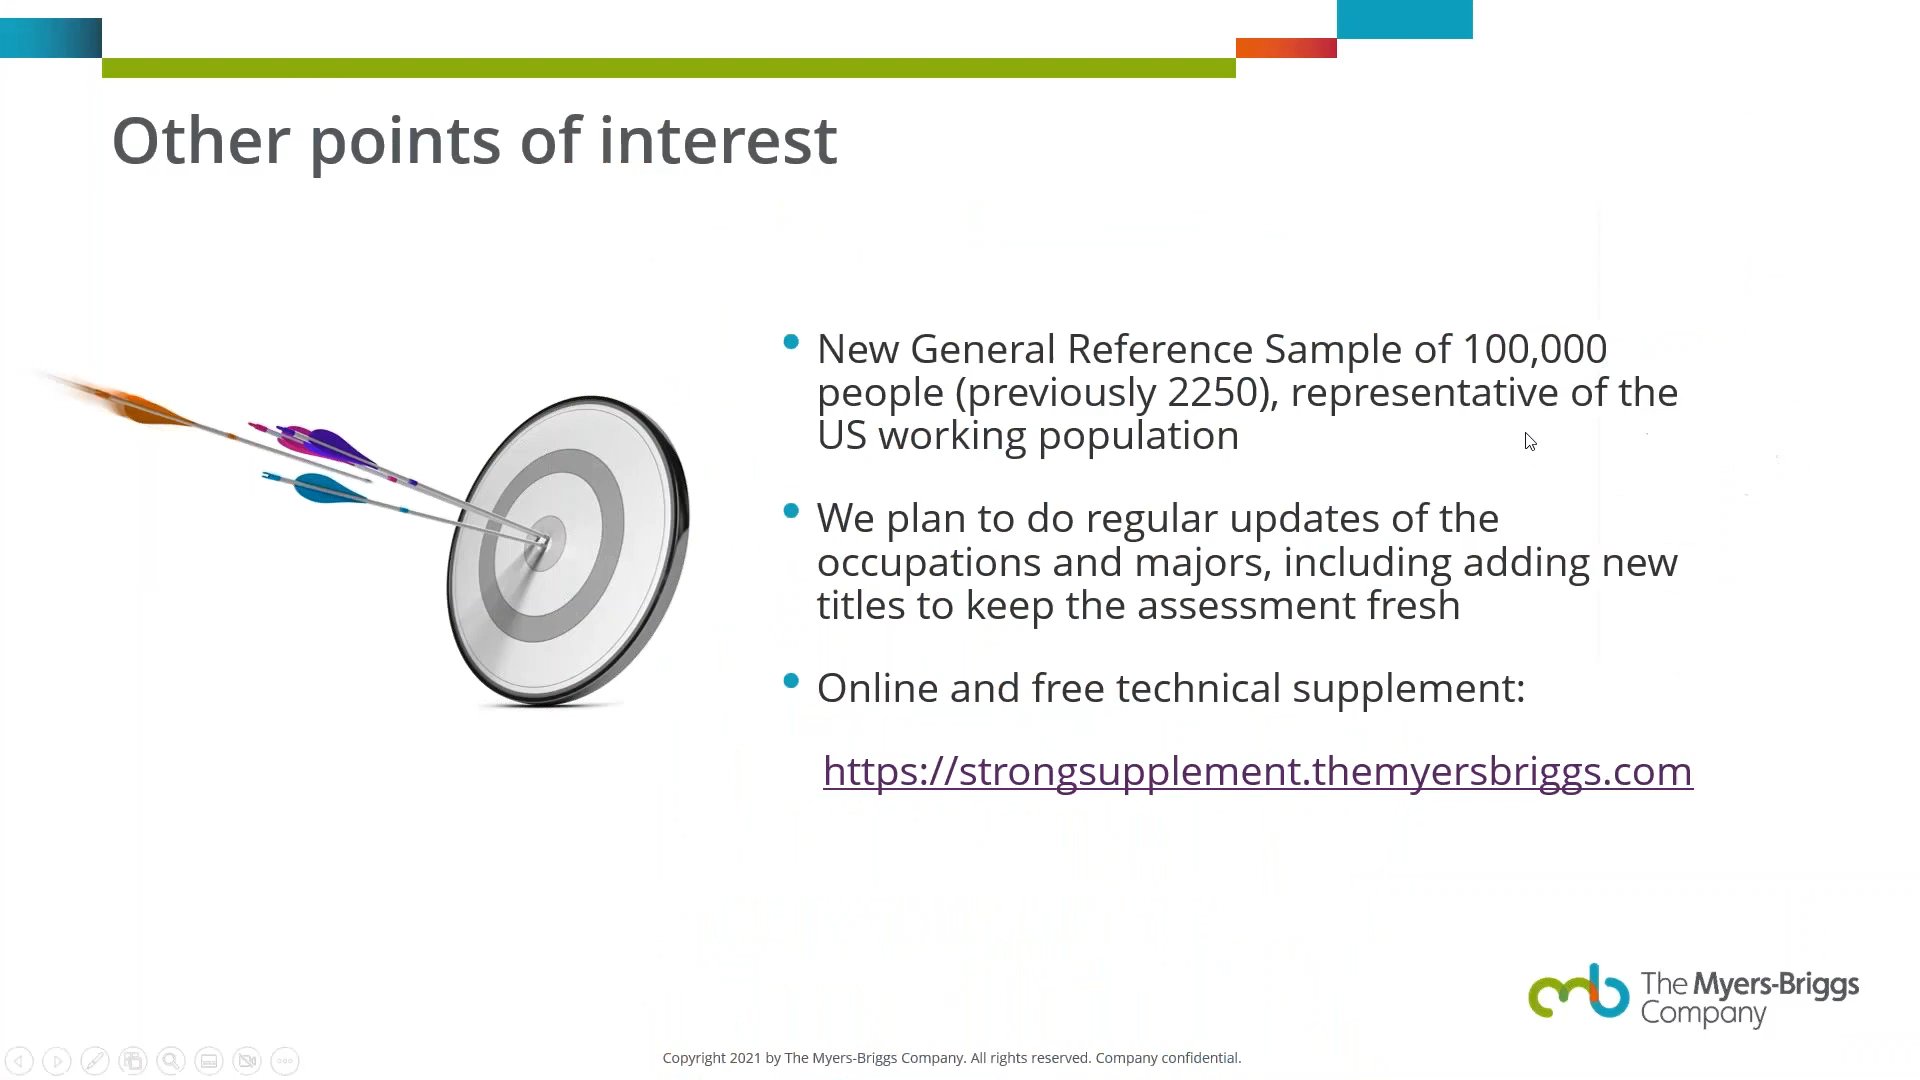 Other points of interest
• New General Reference Sample of 100,000
people (previously 2250), representative of the
US working population
• We plan to do regular updates of the
occupations and majors, including adding new
titles to keep the assessment fresh
• Online and free technical supplement:
https://strongsupplement.themyersbriggs.com
The Myers-Briggs
Company
Copyright 2021 by The Myers-Briggs Company. All rights reserved. Company confidential.